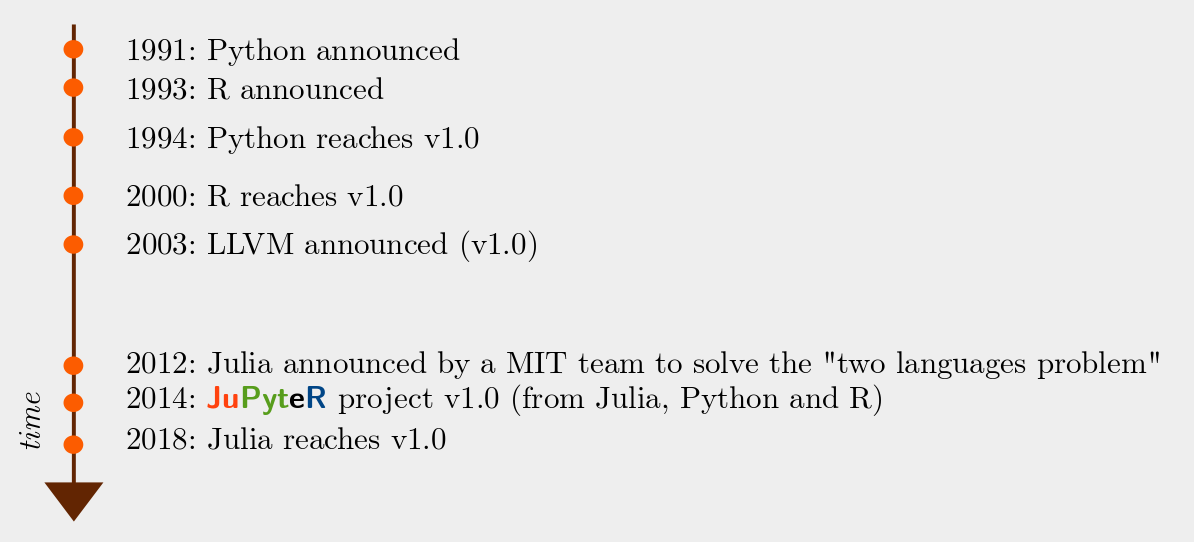 1991: Python announced
1993: R announced
1994: Python reaches v1.0
2000: R reaches v1.0
2003: LLVM announced (v1.0)
2012: Julia announced by a MIT team to solve the "two languages problem"
2014: JuPyteR project v1.0 (from Julia, Python and R)
2018: Julia reaches v1.0
time